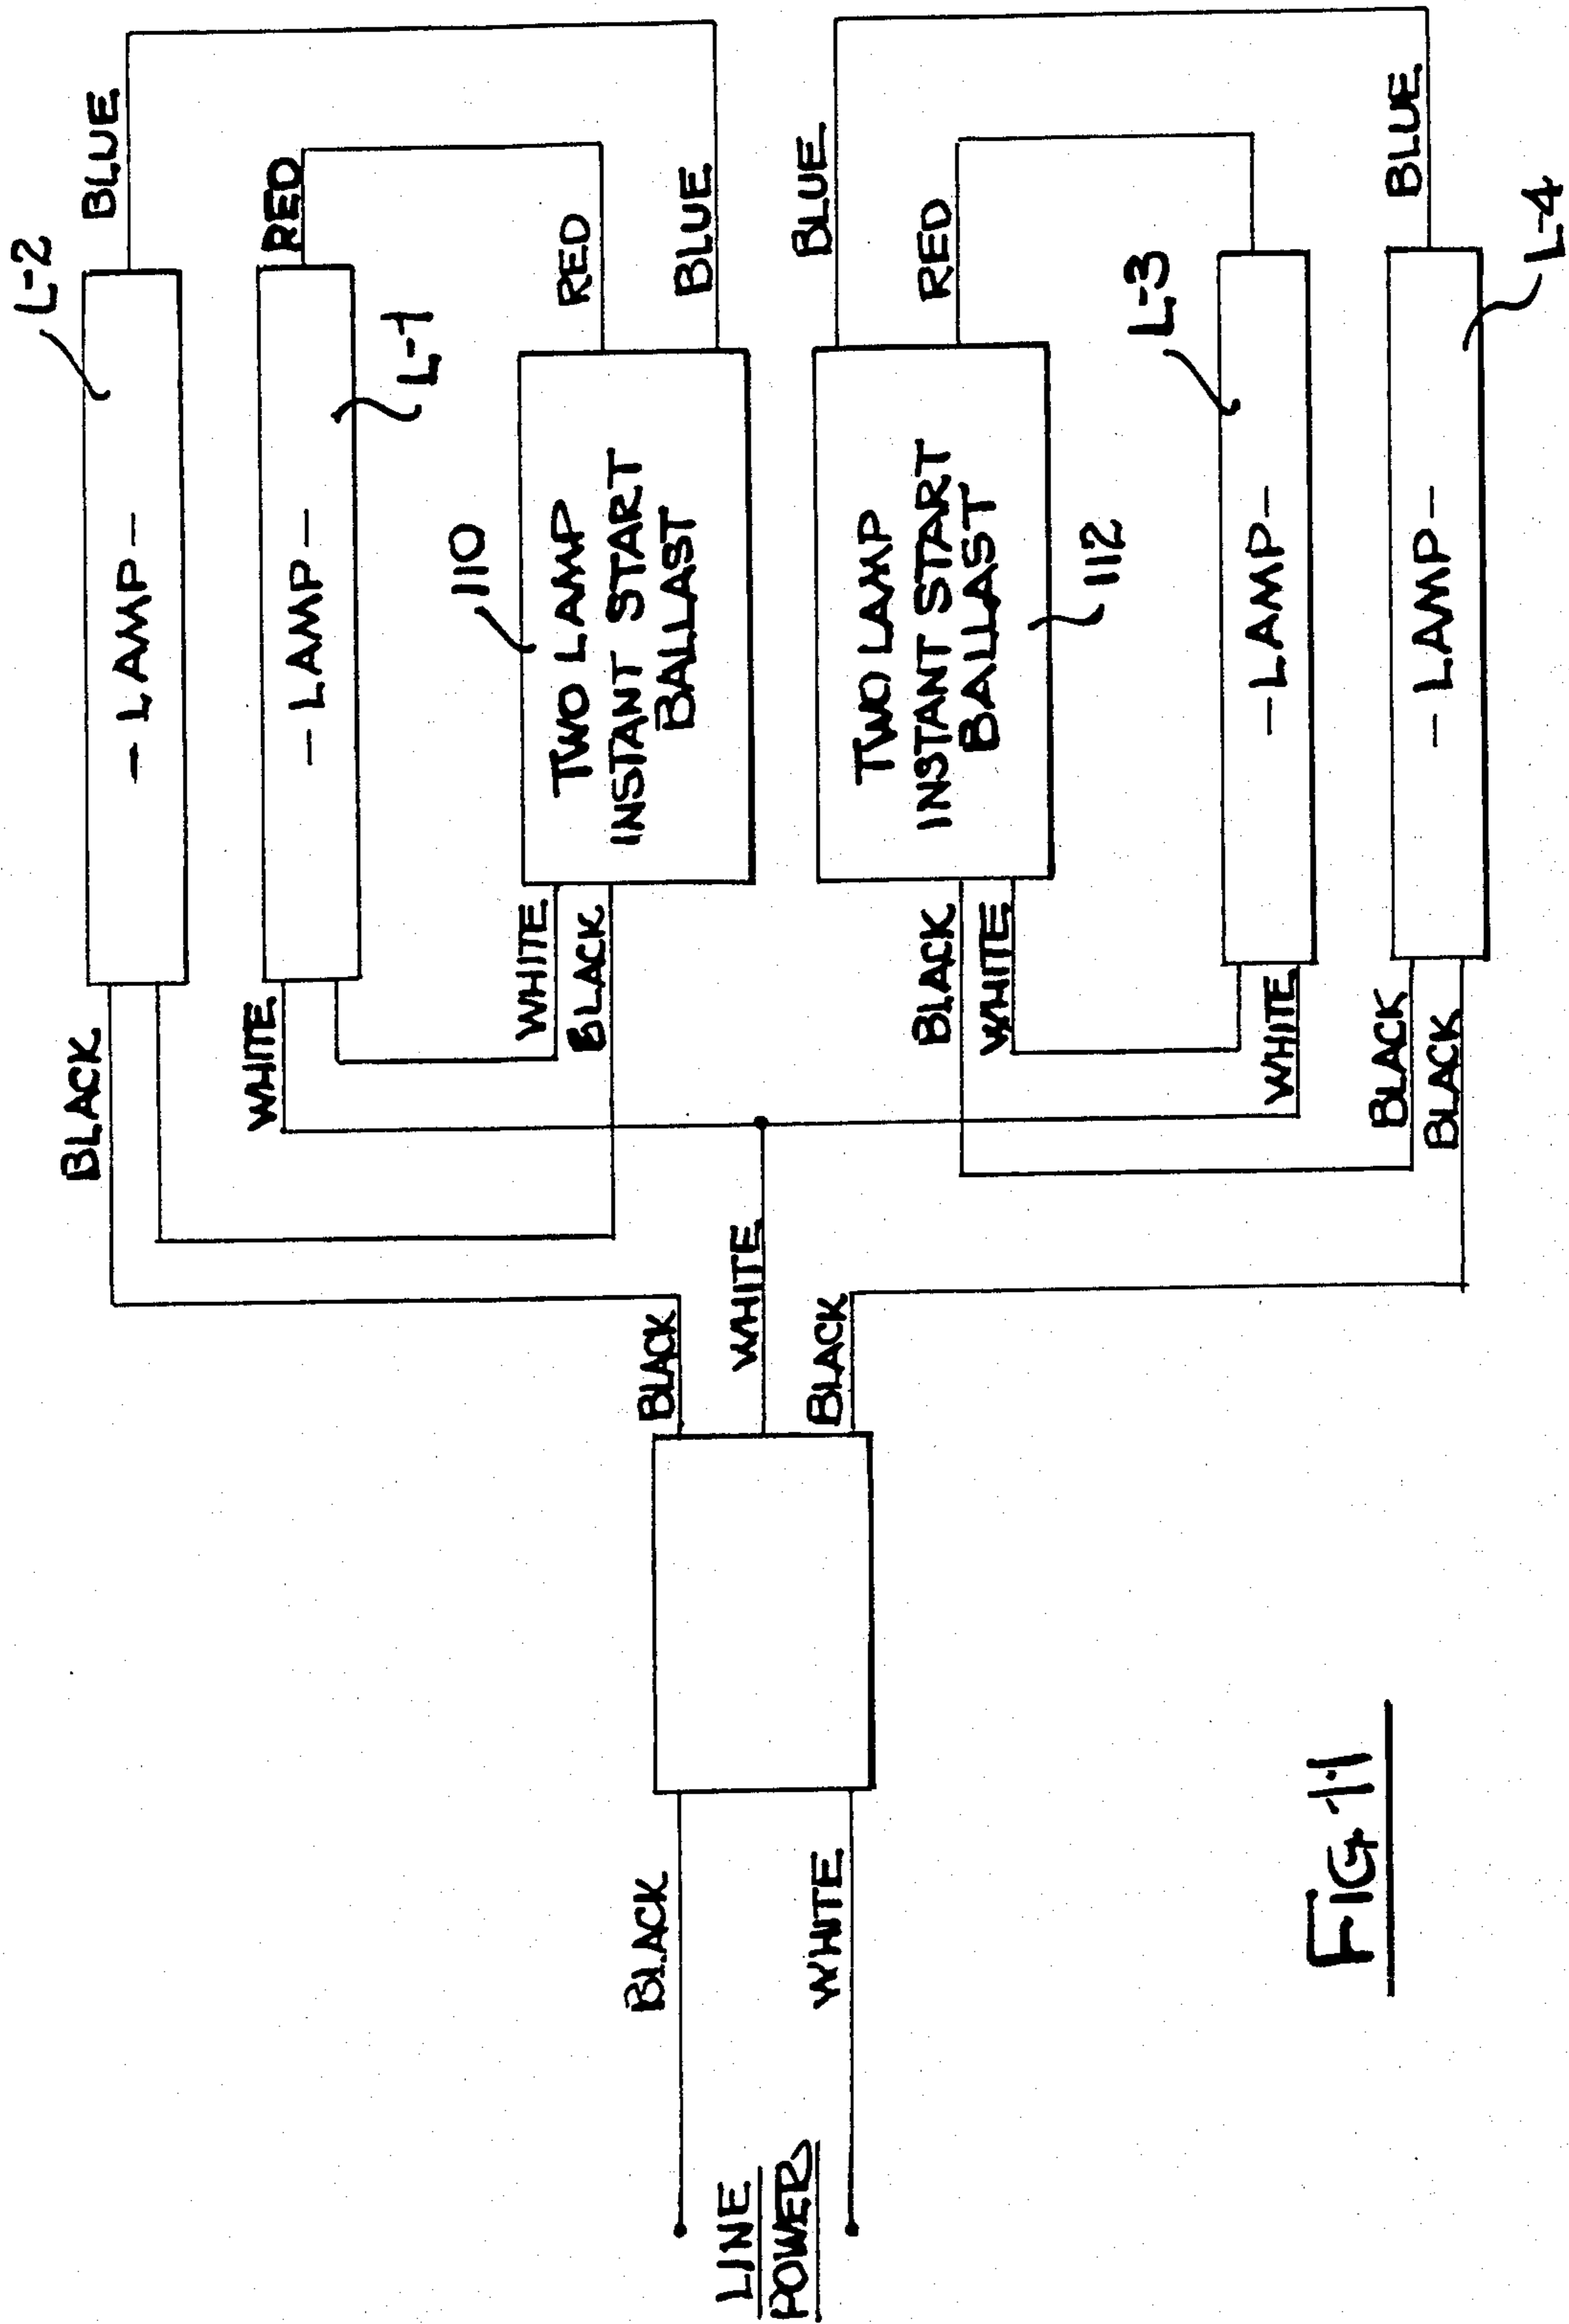 L-2
BLUE
- LAMP -
BLACK
RED
L-1
- LAMP -
WHITE
110
RED
BLUE
TWO LAMP
INSTANT START
BALLAST
WHITE
BLACK
BLUE
RED
TWO LAMP
INSTANT START
BALLAST
112
BLACK
WHITE
L-3
- LAMP -
WHITE
BLUE
L-4
- LAMP -
BLACK
BLACK
BLACK
WHITE
BLACK
BLACK
WHITE
LINE
POWER
FIG. 11